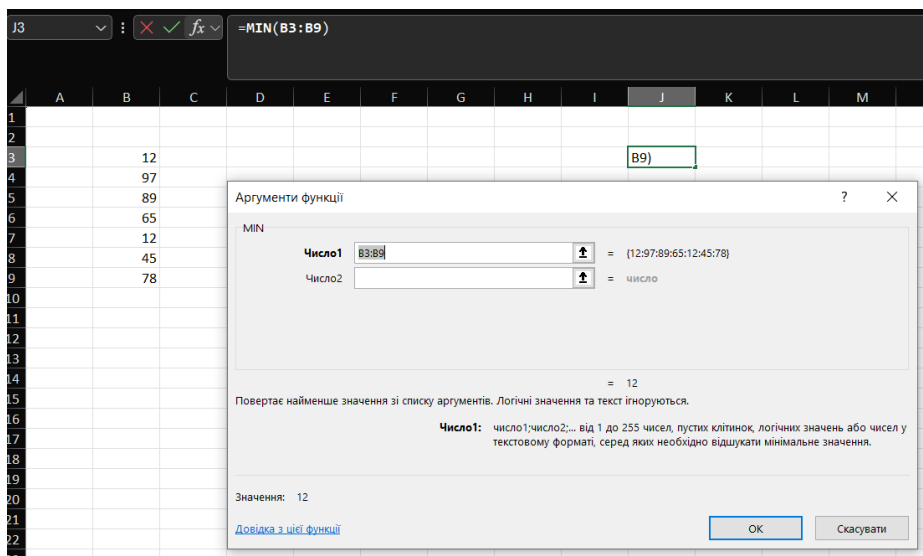 J3 fx =MIN(B3:B9)
A B C D E F G H I J K L M
1
2
3 12 B9)
4 97
5 89
6 65
7 12
8 45
9 78
10
11
12
13
14
15
16
17
18
19
20
21
22
Аргументи функції ?
MIN
Число1 B3:B9 = {12:97:89:65:12:45:78}
Число2 = число
= 12
Повертає найменше значення зі списку аргументів. Логічні значення та текст ігноруються.
Число1: число1;число2;... від 1 до 255 чисел, пустих клітинок, логічних значень або чисел у
текстовому форматі, серед яких необхідно відшукати мінімальне значення.
Значення: 12
Довідка з цієї функції OK Скасувати